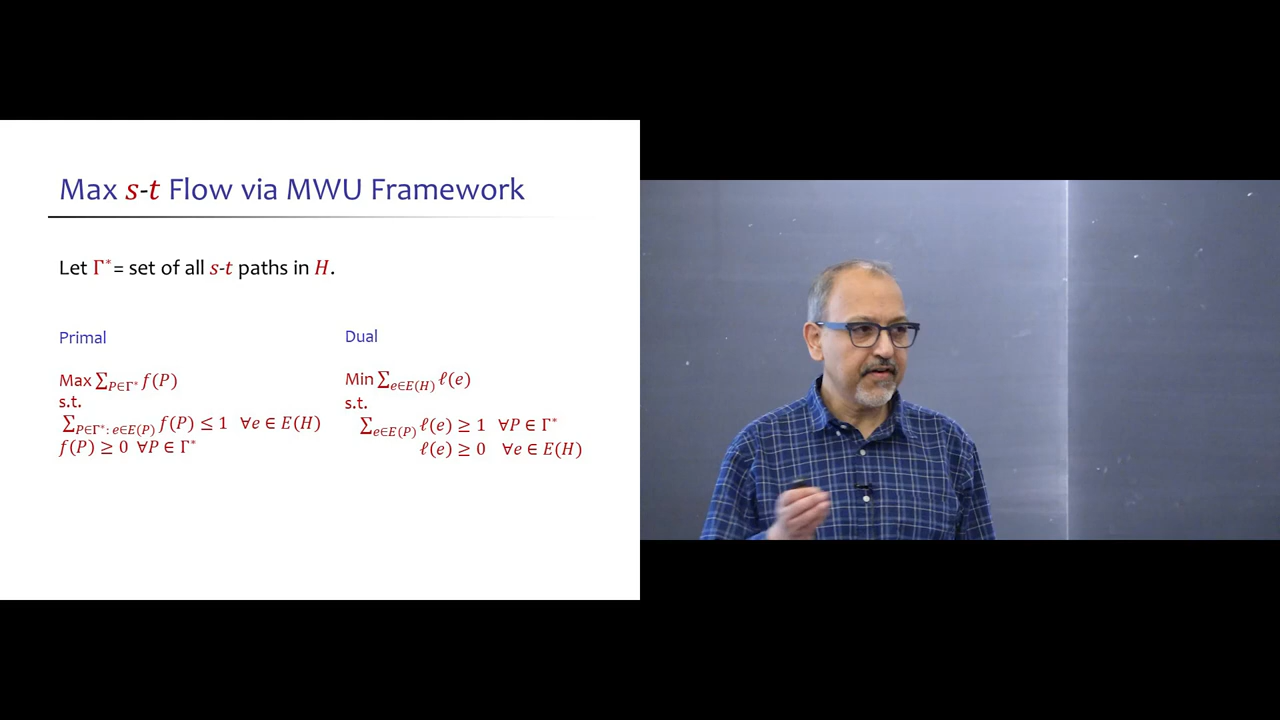 Max s-t Flow via MWU Framework
Let Γ* = set of all s-t paths in H.
Primal
Max ∑_{P∈Γ*} f(P)
s.t.
∑_{P∈Γ*: e∈E(P)} f(P) ≤ 1 ∀e ∈ E(H)
f(P) ≥ 0 ∀P ∈ Γ*
Dual
Min ∑_{e∈E(H)} ℓ(e)
s.t.
∑_{e∈E(P)} ℓ(e) ≥ 1 ∀P ∈ Γ*
ℓ(e) ≥ 0 ∀e ∈ E(H)